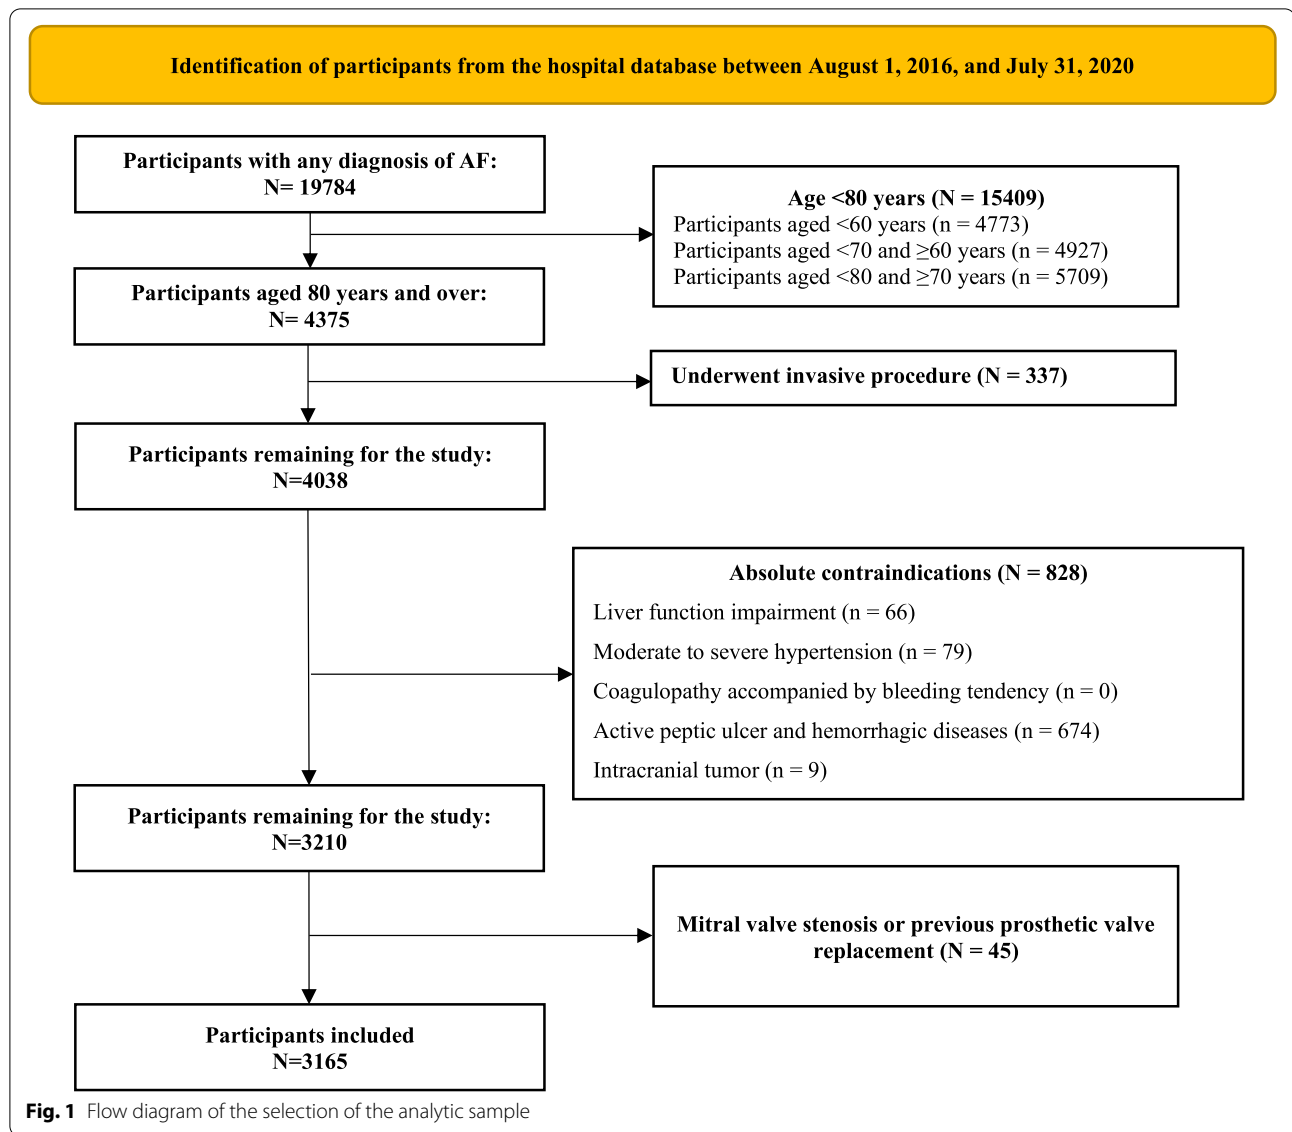 Identification of participants from the hospital database between August 1, 2016, and July 31, 2020
Participants with any diagnosis of AF:
N= 19784
Age <80 years (N = 15409)
Participants aged <60 years (n = 4773)
Participants aged <70 and ≥60 years (n = 4927)
Participants aged <80 and ≥70 years (n = 5709)
Participants aged 80 years and over:
N= 4375
Underwent invasive procedure (N = 337)
Participants remaining for the study:
N=4038
Absolute contraindications (N = 828)
Liver function impairment (n = 66)
Moderate to severe hypertension (n = 79)
Coagulopathy accompanied by bleeding tendency (n = 0)
Active peptic ulcer and hemorrhagic diseases (n = 674)
Intracranial tumor (n = 9)
Participants remaining for the study:
N=3210
Mitral valve stenosis or previous prosthetic valve
replacement (N = 45)
Participants included
N=3165
Fig. 1 Flow diagram of the selection of the analytic sample